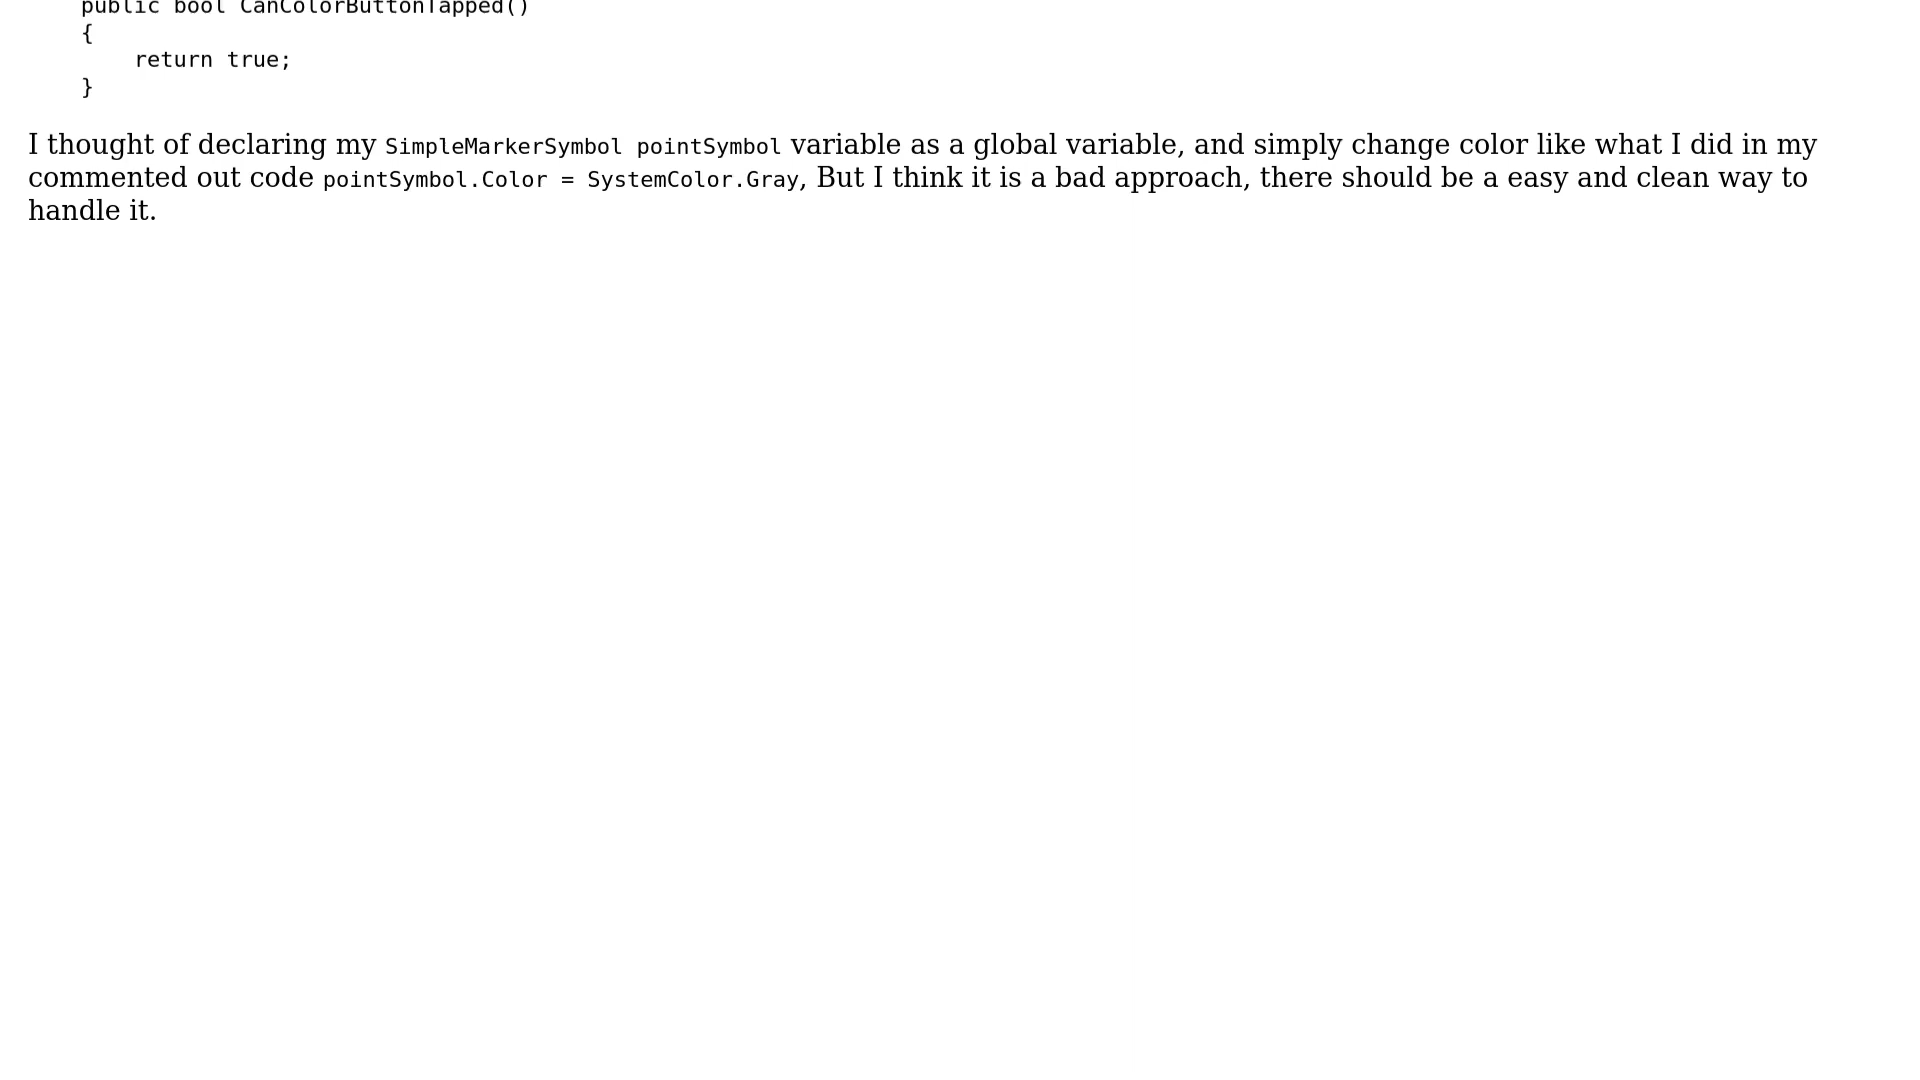 public bool CanColorButtonTapped()
{
    return true;
}
I thought of declaring my SimpleMarkerSymbol pointSymbol variable as a global variable, and simply change color like what I did in my
commented out code pointSymbol.Color = SystemColor.Gray, But I think it is a bad approach, there should be a easy and clean way to
handle it.